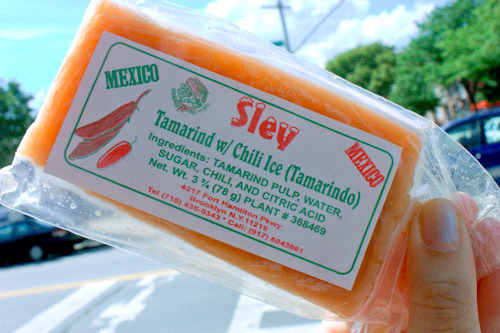 MEXICO
Slev
Tamarind w/ Chili Ice (Tamarindo)
Ingredients: TAMARIND PULP, WATER,
SUGAR, CHILI, AND CITRIC ACID
Net. Wt. 3 ¾ (78 g) PLANT # 368469
4217 Fort Hamilton Pkwy
Brooklyn N.Y.11219
Tel (718) 435-5343 • Cell: (917) 6043861
MEXICO